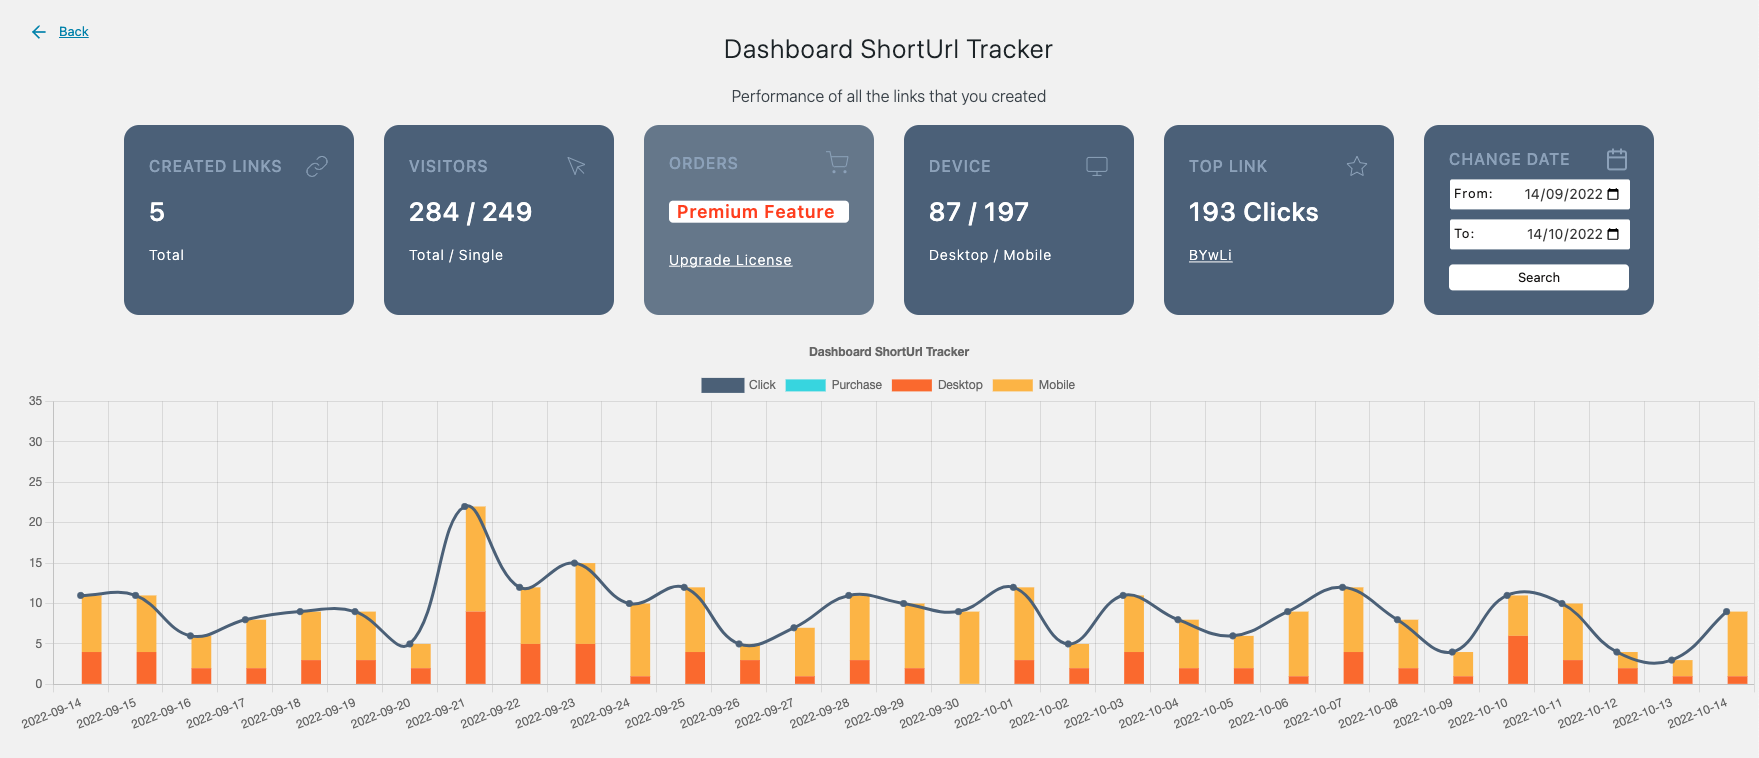 Back
Dashboard ShortUrl Tracker
Performance of all the links that you created
CREATED LINKS
5
Total
VISITORS
284 / 249
Total / Single
ORDERS
Premium Feature
Upgrade License
DEVICE
87 / 197
Desktop / Mobile
TOP LINK
193 Clicks
BYwLi
CHANGE DATE
From: 14/09/2022
To: 14/10/2022
Search
Dashboard ShortUrl Tracker
Click Purchase Desktop Mobile
35
30
25
20
15
10
5
0
2022-09-14 2022-09-15 2022-09-16 2022-09-17 2022-09-18 2022-09-19 2022-09-20 2022-09-21 2022-09-22 2022-09-23 2022-09-24 2022-09-25 2022-09-26 2022-09-27 2022-09-28 2022-09-29 2022-09-30 2022-10-01 2022-10-02 2022-10-03 2022-10-04 2022-10-05 2022-10-06 2022-10-07 2022-10-08 2022-10-09 2022-10-10 2022-10-11 2022-10-12 2022-10-13 2022-10-14